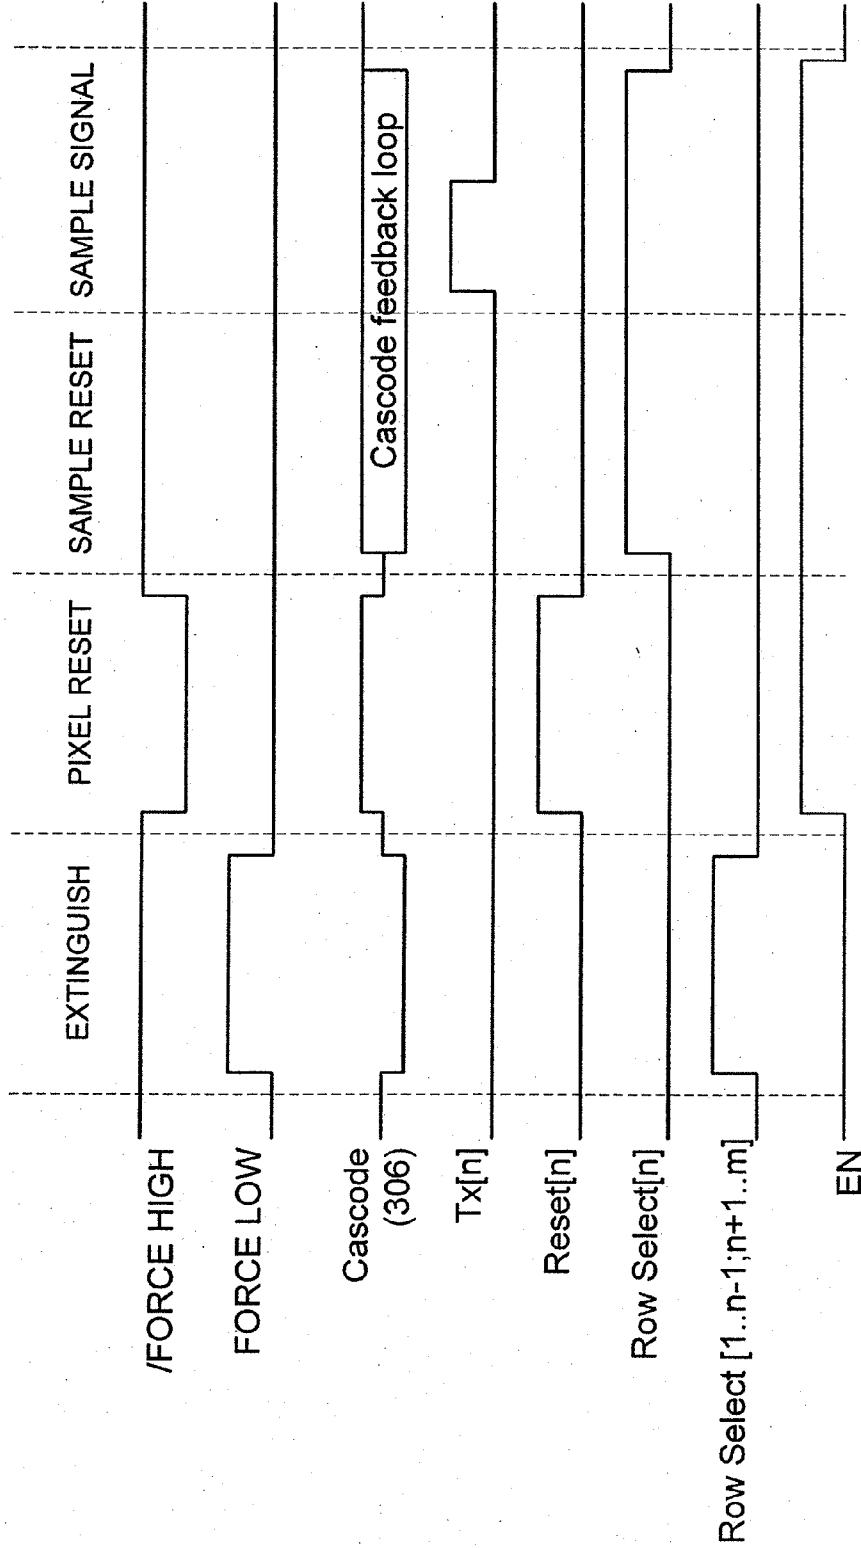 EXTINGUISH
PIXEL RESET
SAMPLE RESET
SAMPLE SIGNAL
/FORCE HIGH
FORCE LOW
Cascode
(306)
Cascode feedback loop
Tx[n]
Reset[n]
Row Select[n]
Row Select [1..n-1;n+1..m]
EN